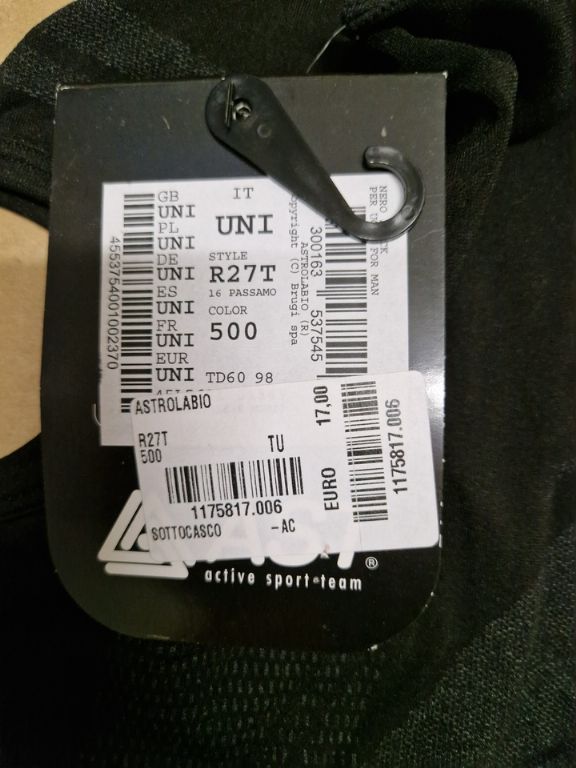 GB
UNI
PL
UNI
DE
UNI
ES
UNI
FR
UNI
EUR
UNI
4553754001002370
IT
UNI
STYLE
R27T
16 PASSAMO
COLOR
500
TD60 98
Copyright (C) Brugi spa
ASTROLABIO (R)
300163 537545
NERO
PER
FOR MAN
ASTROLABIO
R27T
500
TU
1175817.006
SOTTOCASCO -AC
EURO 17,00
1175817.006
active sport team
®